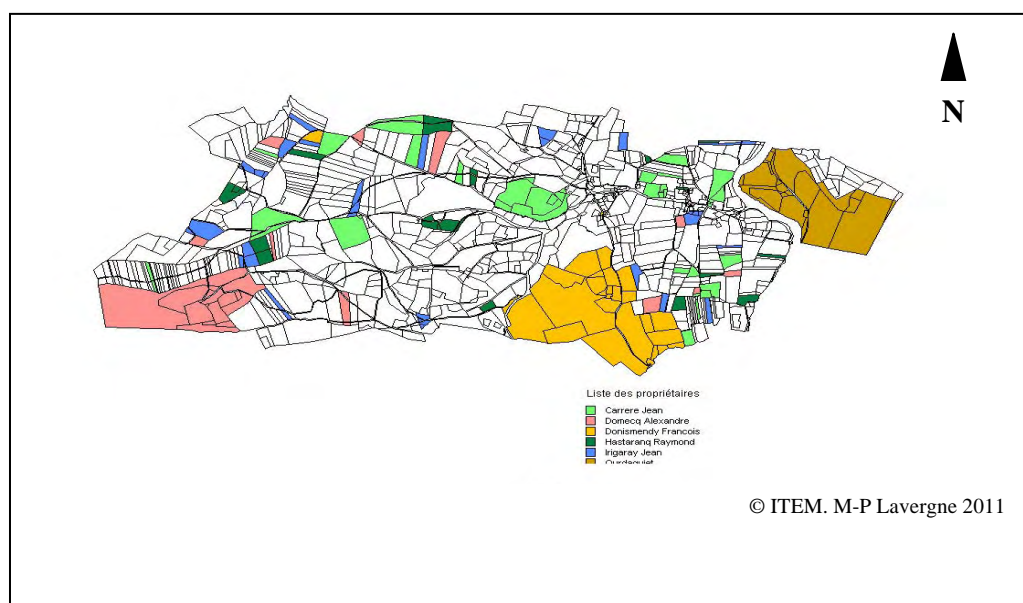 N
Liste des propriétaires
Carrere Jean
Domecq Alexandre
Donismendy Francois
Hastaranq Raymond
Irigaray Jean
© ITEM. M-P Lavergne 2011